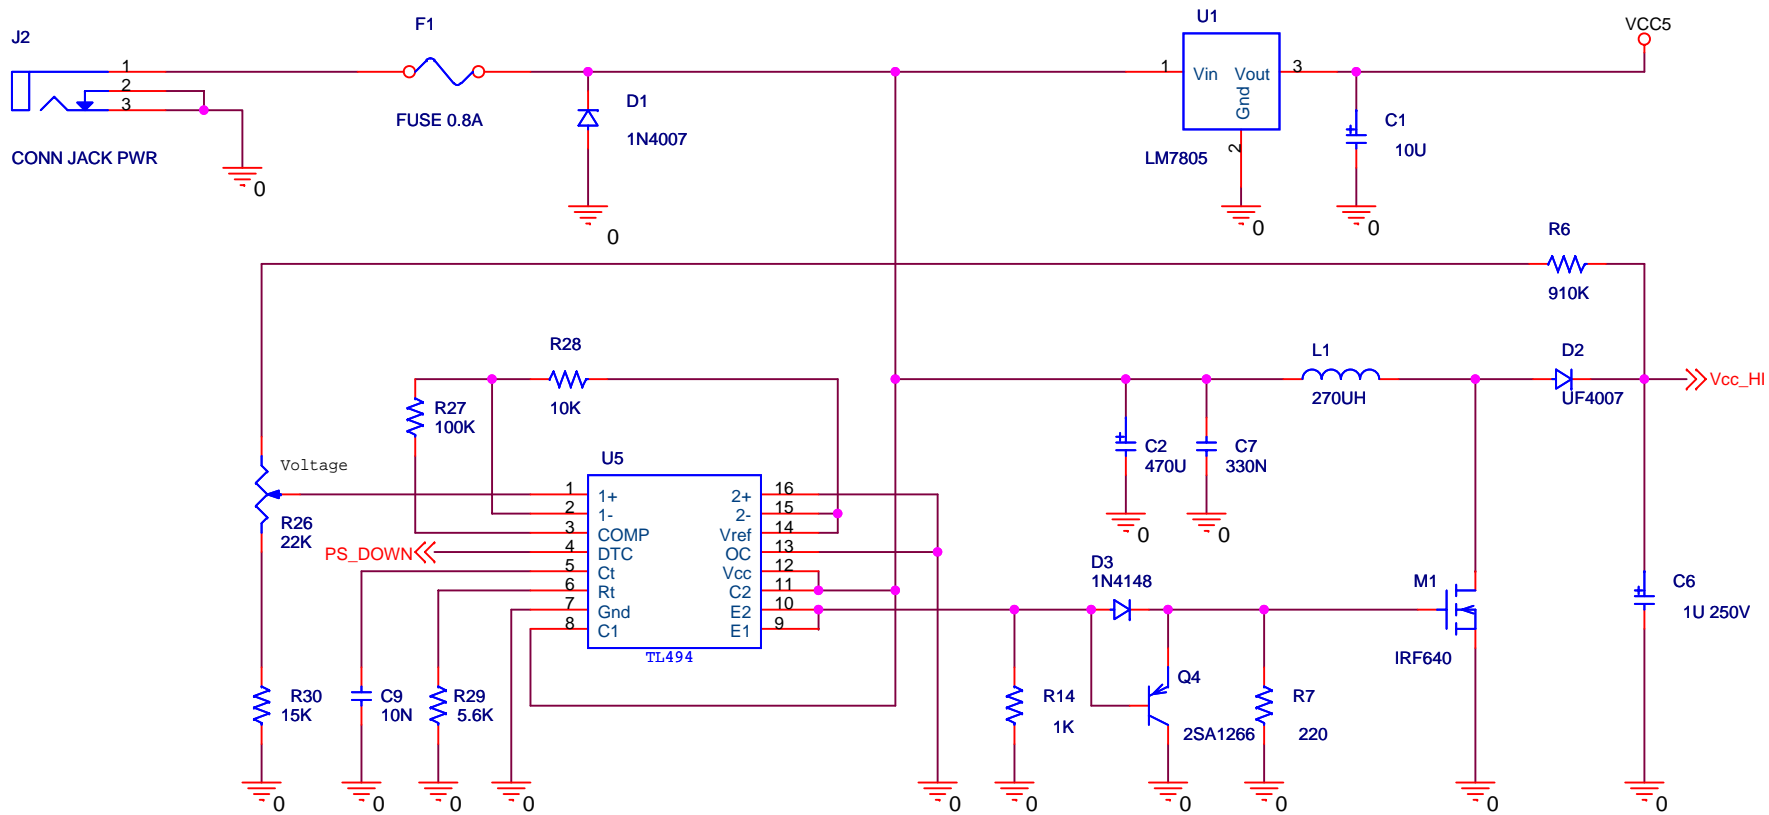 J2
F1
U1
VCC5
1
2
3
FUSE 0.8A
CONN JACK PWR
0
D1
1N4007
0
1
Vin
Vout
3
Gnd
2
LM7805
0
C1
10U
0
R6
910K
R28
10K
R27
100K
L1
270UH
D2
UF4007
Vcc_HI
C2
470U
0
C7
330N
0
Voltage
R26
22K
PS_DOWN
U5
1 1+ 2+ 16
2 1- 2- 15
3 COMP Vref 14
4 DTC OC 13
5 Ct Vcc 12
6 Rt C2 11
7 Gnd E2 10
8 C1 E1 9
TL494
D3
1N4148
M1
IRF640
C6
1U 250V
R30
15K
C9
10N
R29
5.6K
R14
1K
Q4
2SA1266
R7
220
0
0
0
0
0
0
0
0
0
0